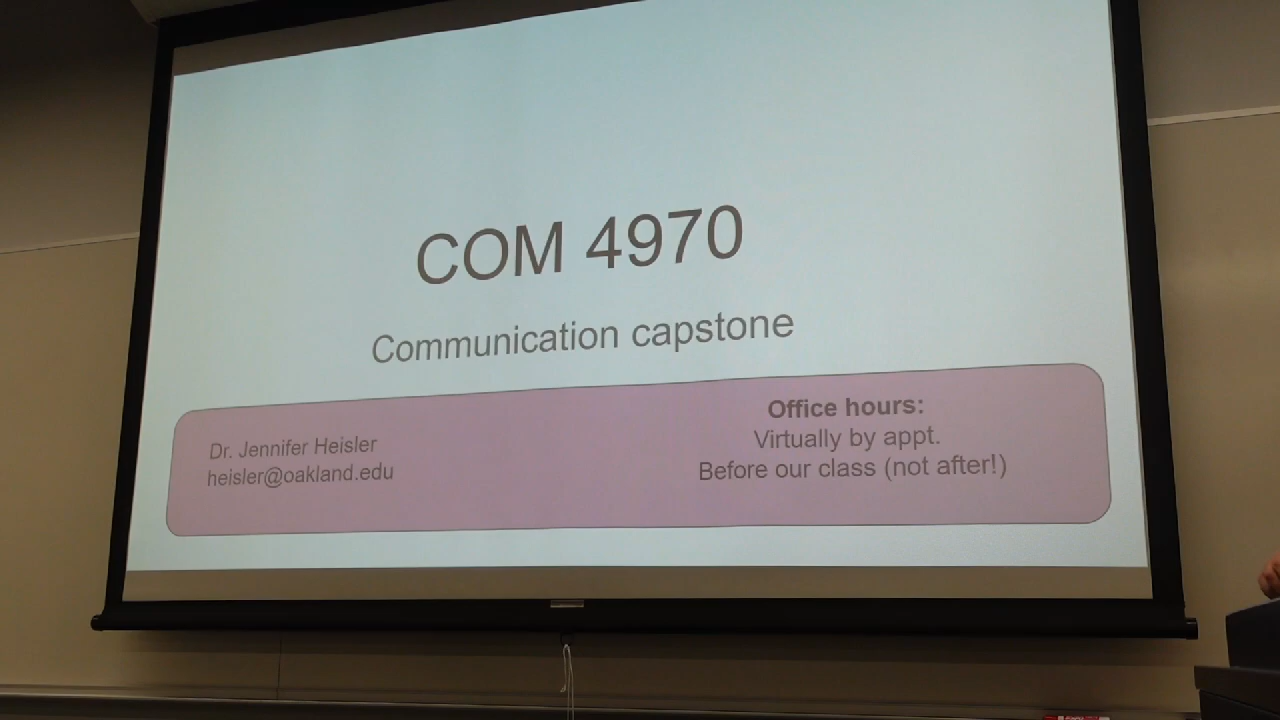 COM 4970
Communication capstone
Dr. Jennifer Heisler
heisler@oakland.edu
Office hours:
Virtually by appt.
Before our class (not after!)